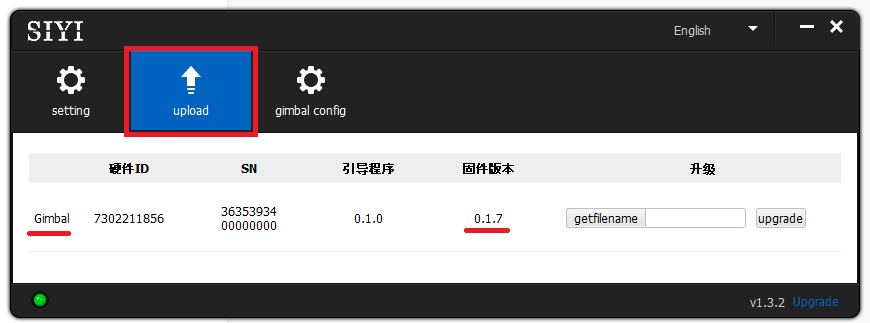 SIYI
English
setting
upload
gimbal config
硬件ID
SN
引导程序
固件版本
升级
Gimbal
7302211856
36353934
00000000
0.1.0
0.1.7
getfilename
upgrade
v1.3.2
Upgrade